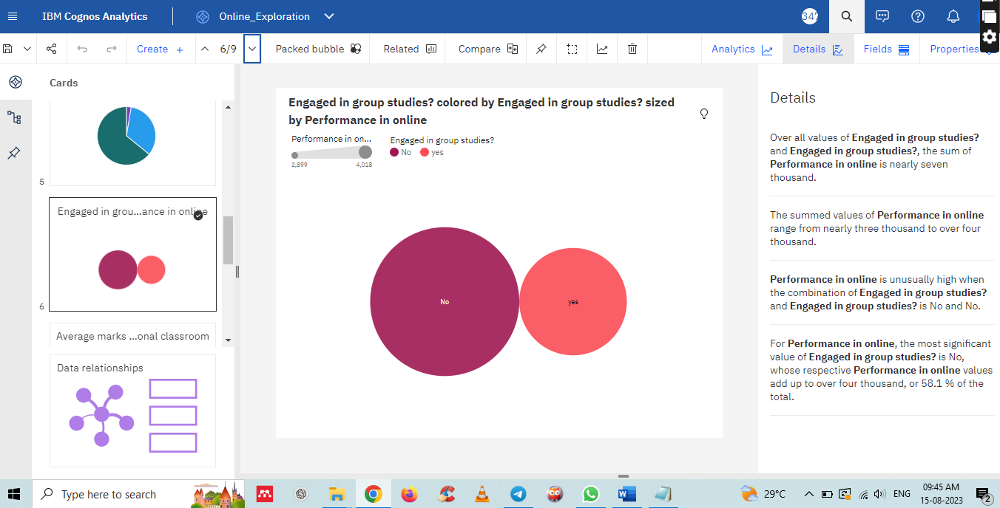 IBM Cognos Analytics
Online_Exploration
347
Create +
6/9
Packed bubble
Related
Compare
Analytics
Details
Fields
Properties
Cards
5
Engaged in grou...ance in online
6
Average marks ...onal classroom
Data relationships
Engaged in group studies? colored by Engaged in group studies? sized
by Performance in online
Performance in on...
2,899
4,018
Engaged in group studies?
No
yes
No
yes
Details
Over all values of Engaged in group studies?
and Engaged in group studies?, the sum of
Performance in online is nearly seven
thousand.
The summed values of Performance in online
range from nearly three thousand to over four
thousand.
Performance in online is unusually high when
the combination of Engaged in group studies?
and Engaged in group studies? is No and No.
For Performance in online, the most significant
value of Engaged in group studies? is No,
whose respective Performance in online values
add up to over four thousand, or 58.1 % of the
total.
Type here to search
29°C
ENG
09:45 AM
15-08-2023
2